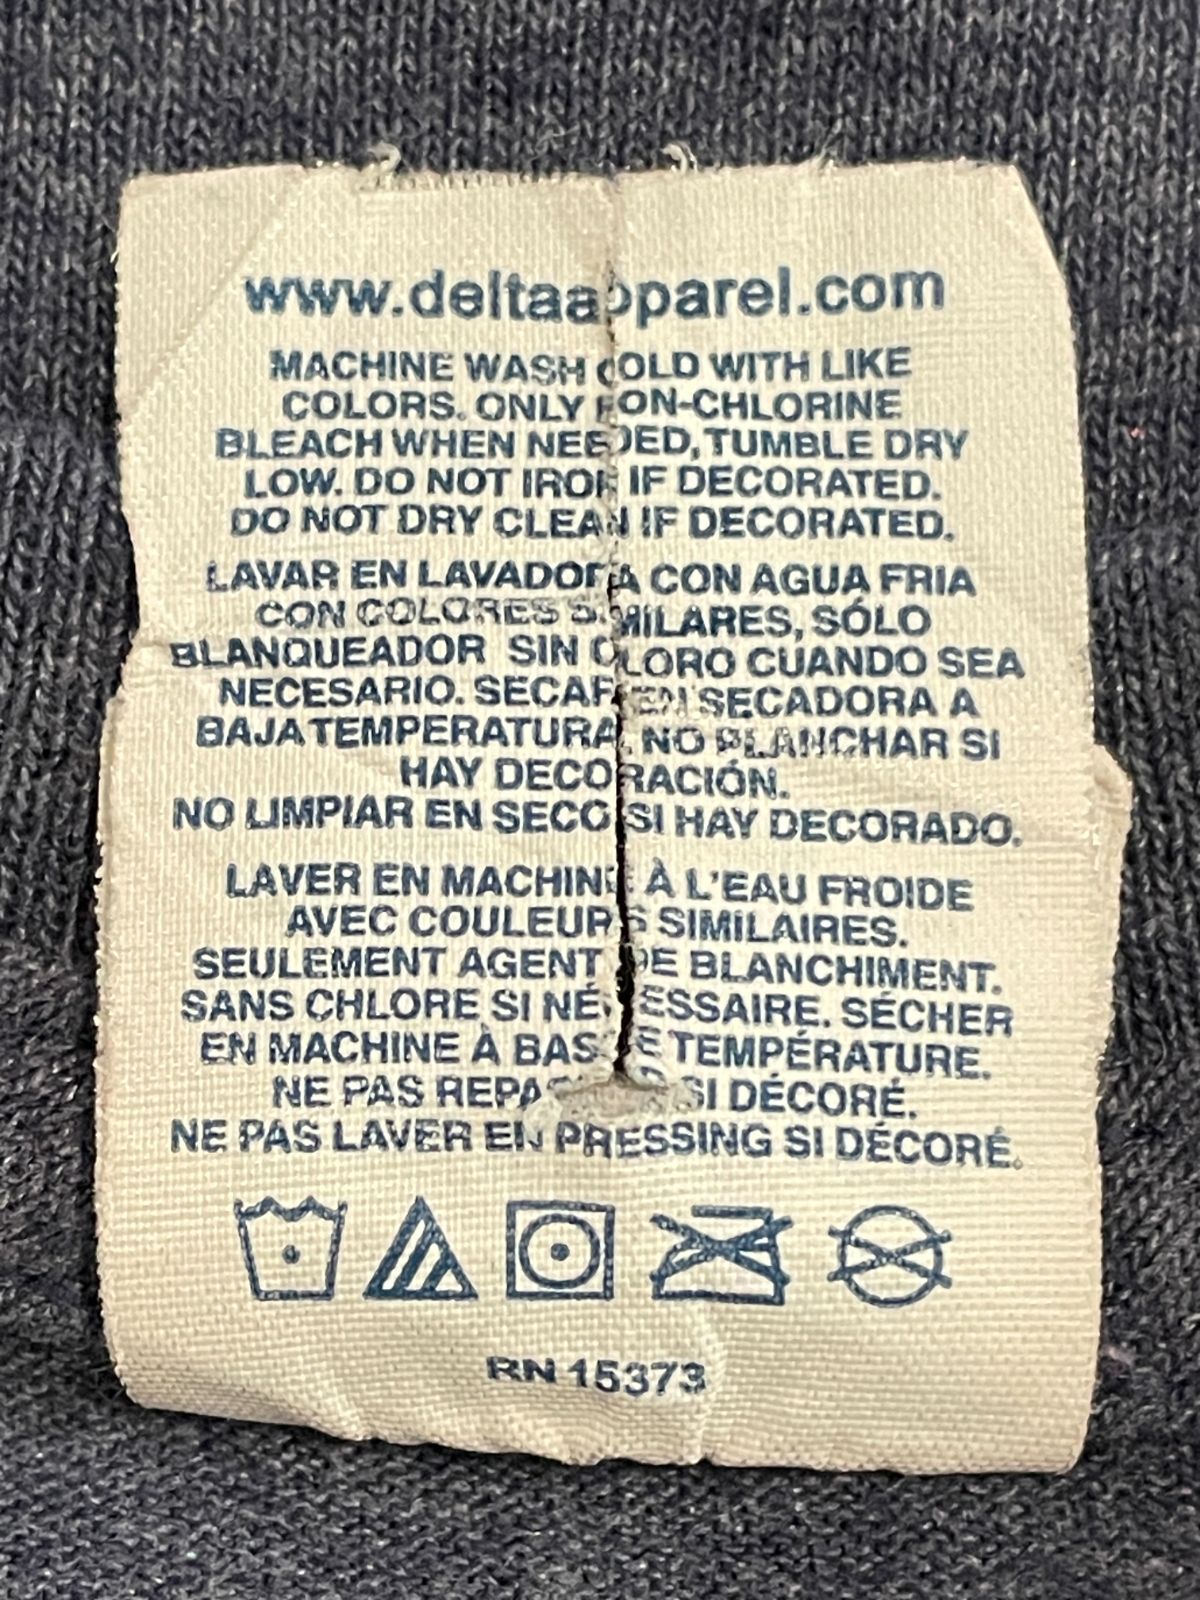 www.deltaapparel.com
MACHINE WASH COLD WITH LIKE
COLORS. ONLY NON-CHLORINE
BLEACH WHEN NEEDED, TUMBLE DRY
LOW. DO NOT IRON IF DECORATED.
DO NOT DRY CLEAN IF DECORATED.
LAVAR EN LAVADORA CON AGUA FRIA
CON COLORES SIMILARES, SÓLO
BLANQUEADOR SIN CLORO CUANDO SEA
NECESARIO. SECAR EN SECADORA A
BAJA TEMPERATURA. NO PLANCHAR SI
HAY DECORACIÓN.
NO LIMPIAR EN SECO SI HAY DECORADO.
LAVER EN MACHINE À L'EAU FROIDE
AVEC COULEURS SIMILAIRES.
SEULEMENT AGENT DE BLANCHIMENT.
SANS CHLORE SI NÉCESSAIRE. SÉCHER
EN MACHINE À BASSE TEMPÉRATURE.
NE PAS REPASSER SI DÉCORÉ.
NE PAS LAVER EN PRESSING SI DÉCORÉ.
RN 15373